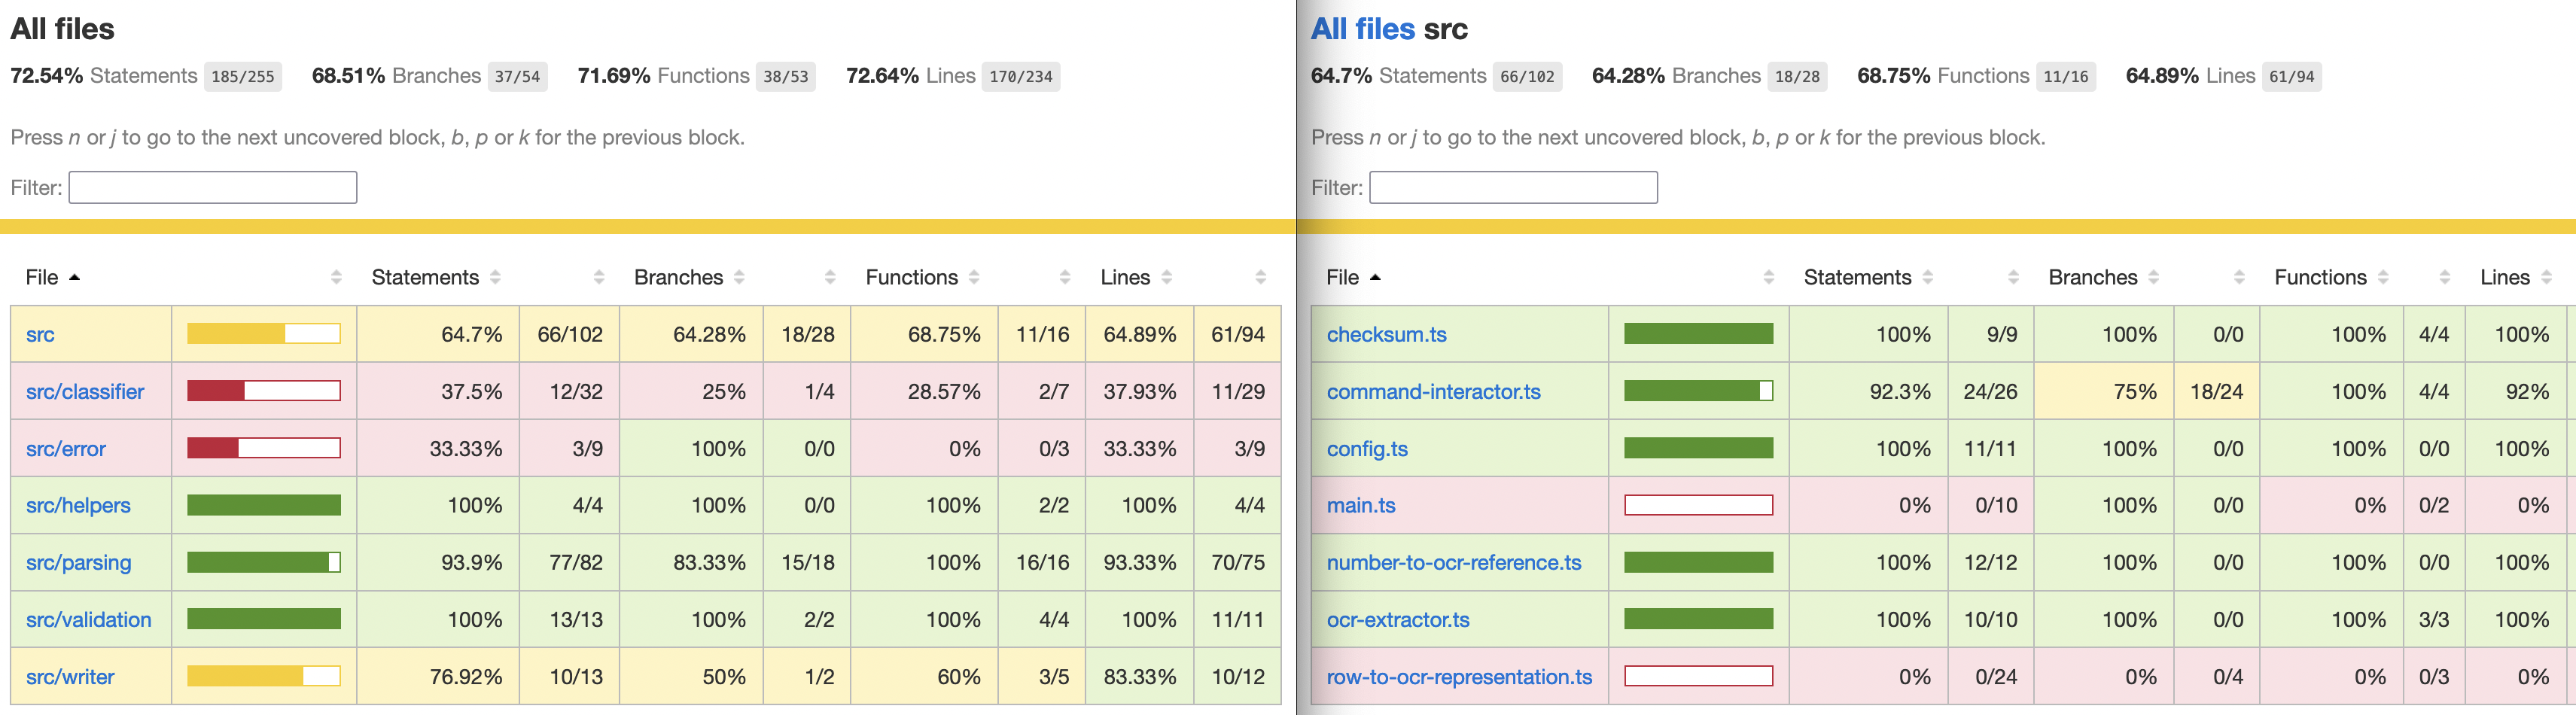 All files
72.54% Statements 185/255 68.51% Branches 37/54 71.69% Functions 38/53 72.64% Lines 170/234
Press n or j to go to the next uncovered block, b, p or k for the previous block.
Filter:
File Statements Branches Functions Lines
src 64.7% 66/102 64.28% 18/28 68.75% 11/16 64.89% 61/94
src/classifier 37.5% 12/32 25% 1/4 28.57% 2/7 37.93% 11/29
src/error 33.33% 3/9 100% 0/0 0% 0/3 33.33% 3/9
src/helpers 100% 4/4 100% 0/0 100% 2/2 100% 4/4
src/parsing 93.9% 77/82 83.33% 15/18 100% 16/16 93.33% 70/75
src/validation 100% 13/13 100% 2/2 100% 4/4 100% 11/11
src/writer 76.92% 10/13 50% 1/2 60% 3/5 83.33% 10/12
All files src
64.7% Statements 66/102 64.28% Branches 18/28 68.75% Functions 11/16 64.89% Lines 61/94
Press n or j to go to the next uncovered block, b, p or k for the previous block.
Filter:
File Statements Branches Functions Lines
checksum.ts 100% 9/9 100% 0/0 100% 4/4 100%
command-interactor.ts 92.3% 24/26 75% 18/24 100% 4/4 92%
config.ts 100% 11/11 100% 0/0 100% 0/0 100%
main.ts 0% 0/10 100% 0/0 0% 0/2 0%
number-to-ocr-reference.ts 100% 12/12 100% 0/0 100% 0/0 100%
ocr-extractor.ts 100% 10/10 100% 0/0 100% 3/3 100%
row-to-ocr-representation.ts 0% 0/24 0% 0/4 0% 0/3 0%